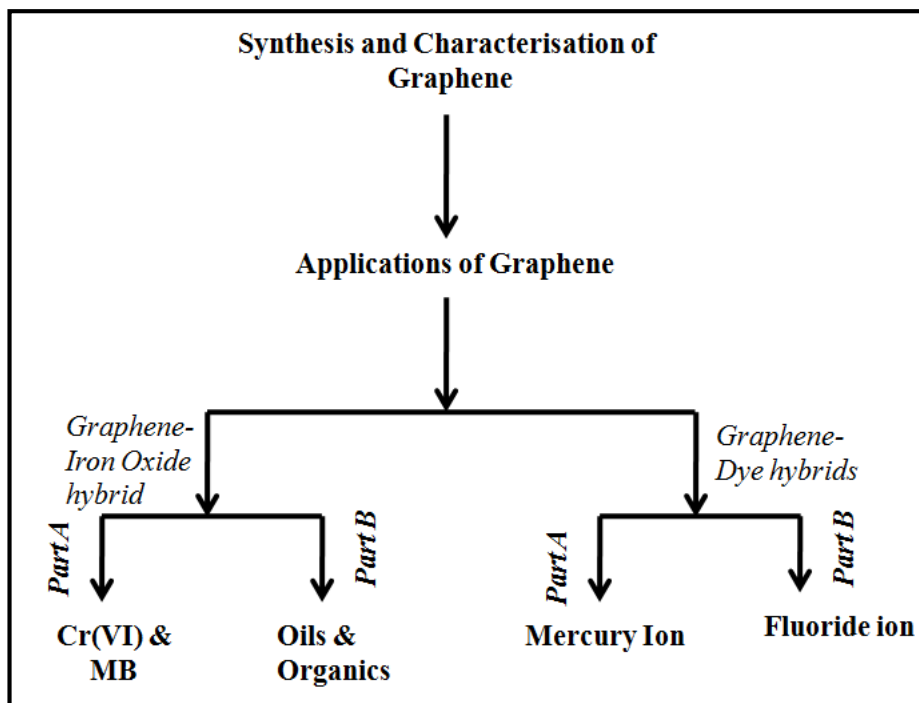 Synthesis and Characterisation of
Graphene
Applications of Graphene
Graphene-
Iron Oxide
hybrid
Graphene-
Dye hybrids
Part A
Part B
Part A
Part B
Cr(VI) &
MB
Oils &
Organics
Mercury Ion
Fluoride ion